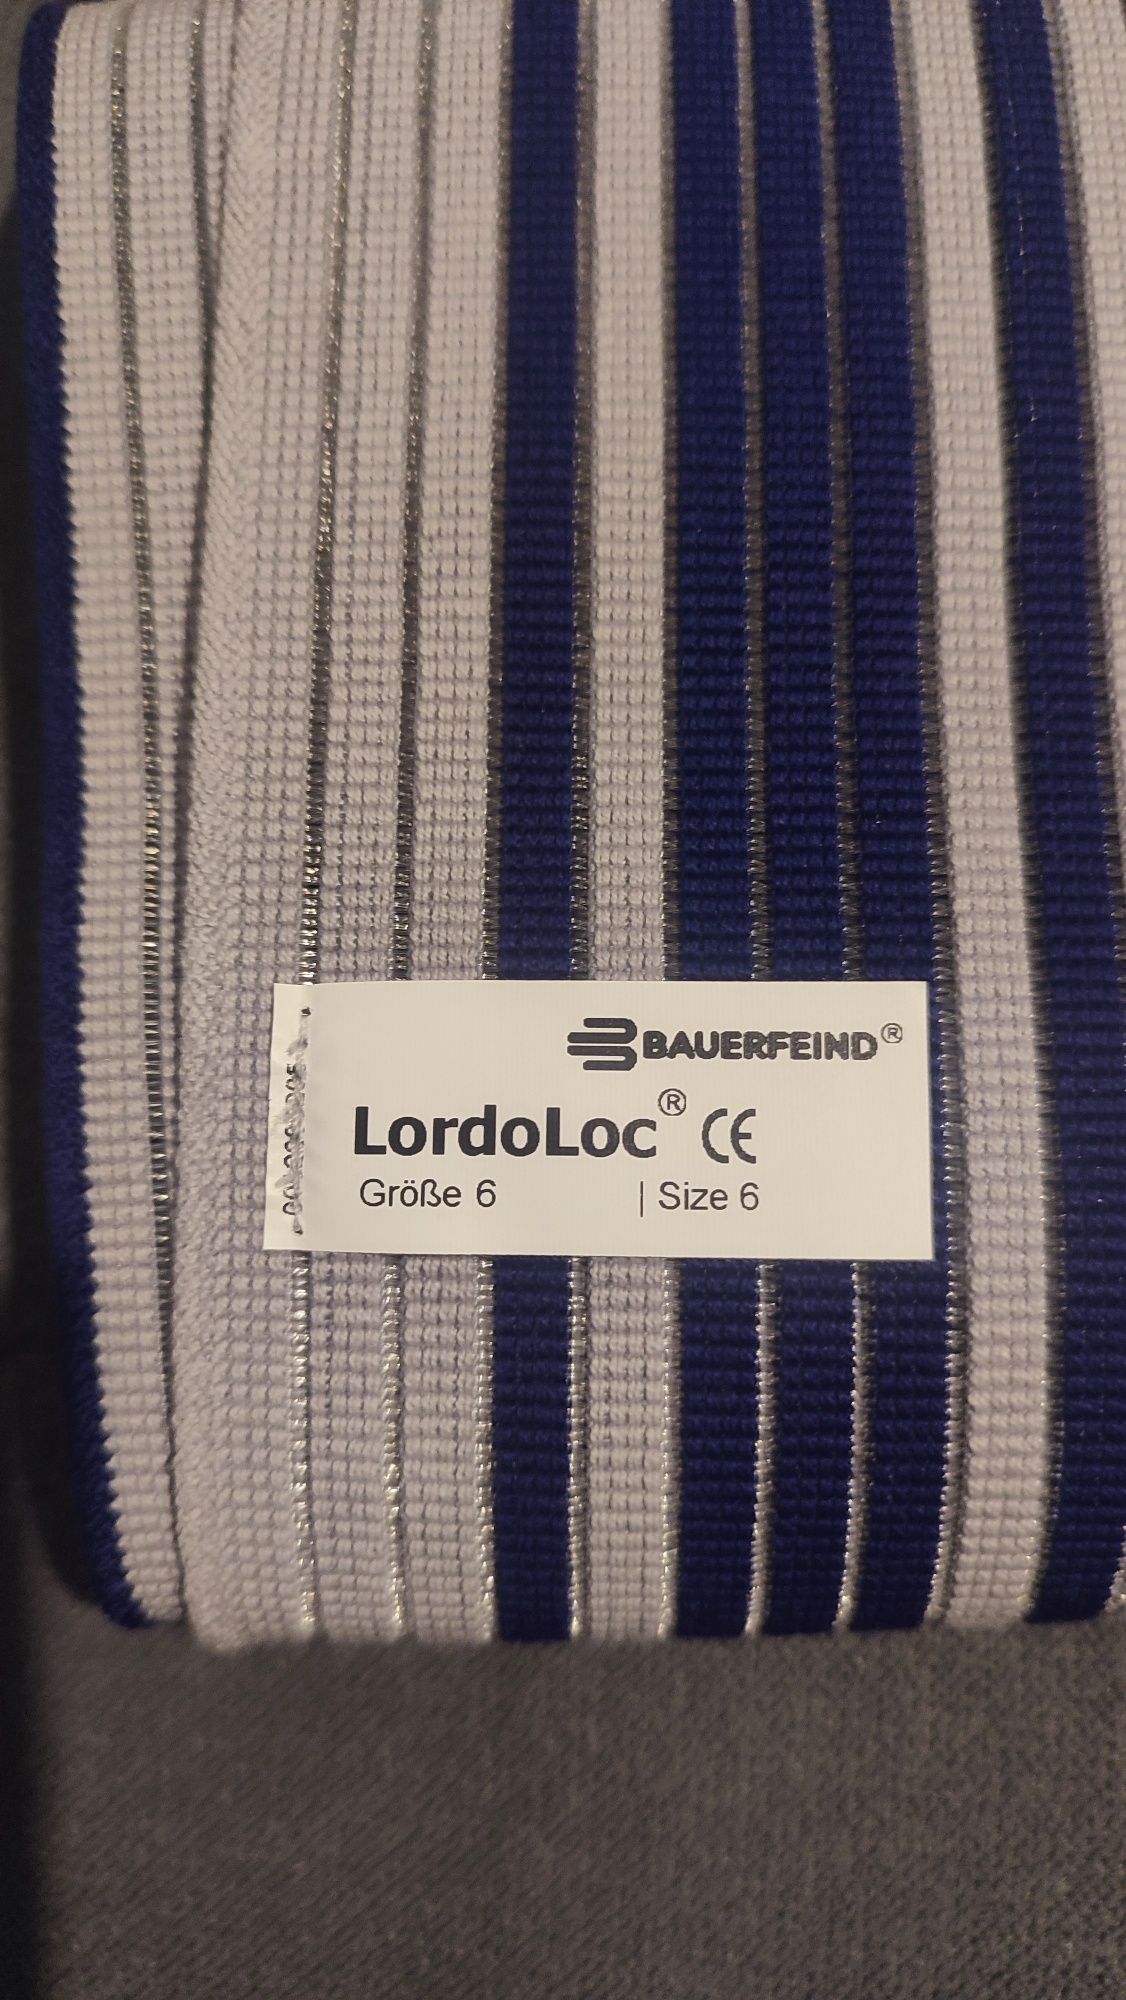 BAUERFEIND®
LordoLoc® CE
Größe 6 | Size 6